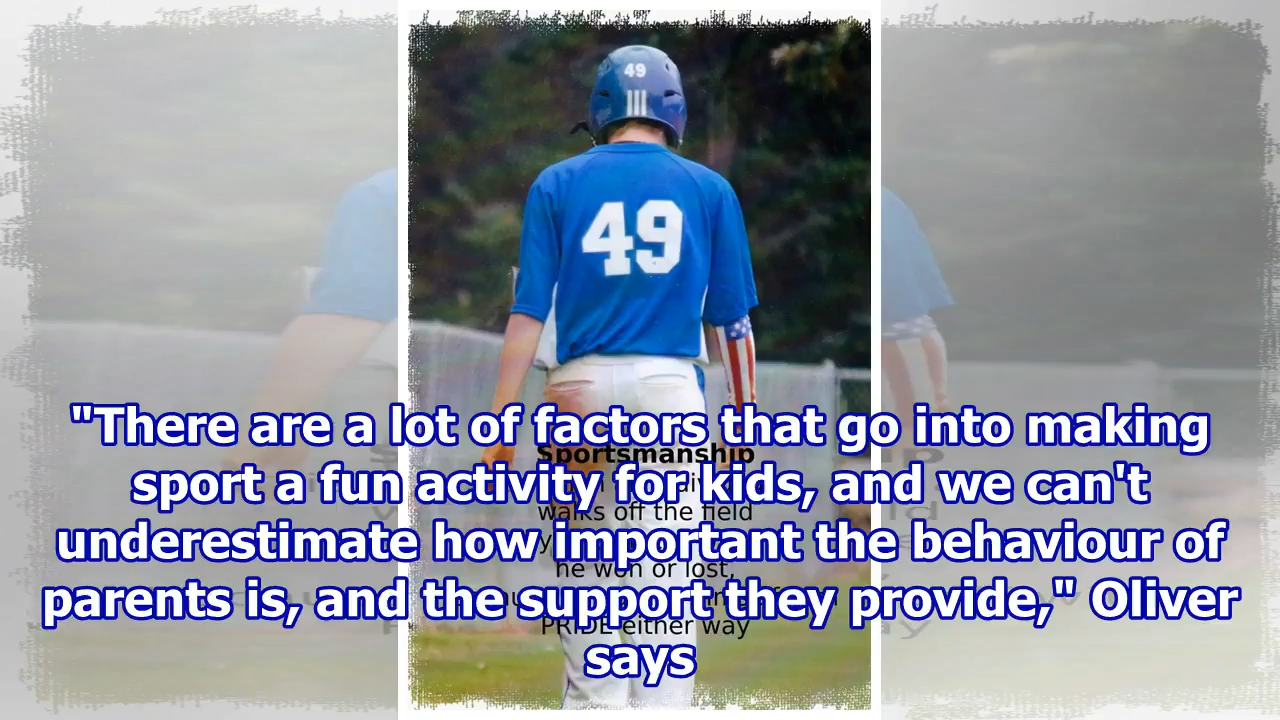 49
49
"There are a lot of factors that go into making
Sportsmanship
sport a fun activity for kids, and we can't
walks off the field
underestimate how important the behaviour of
he won or lost,
parents is, and the support they provide," Oliver
PRIDE either way
says